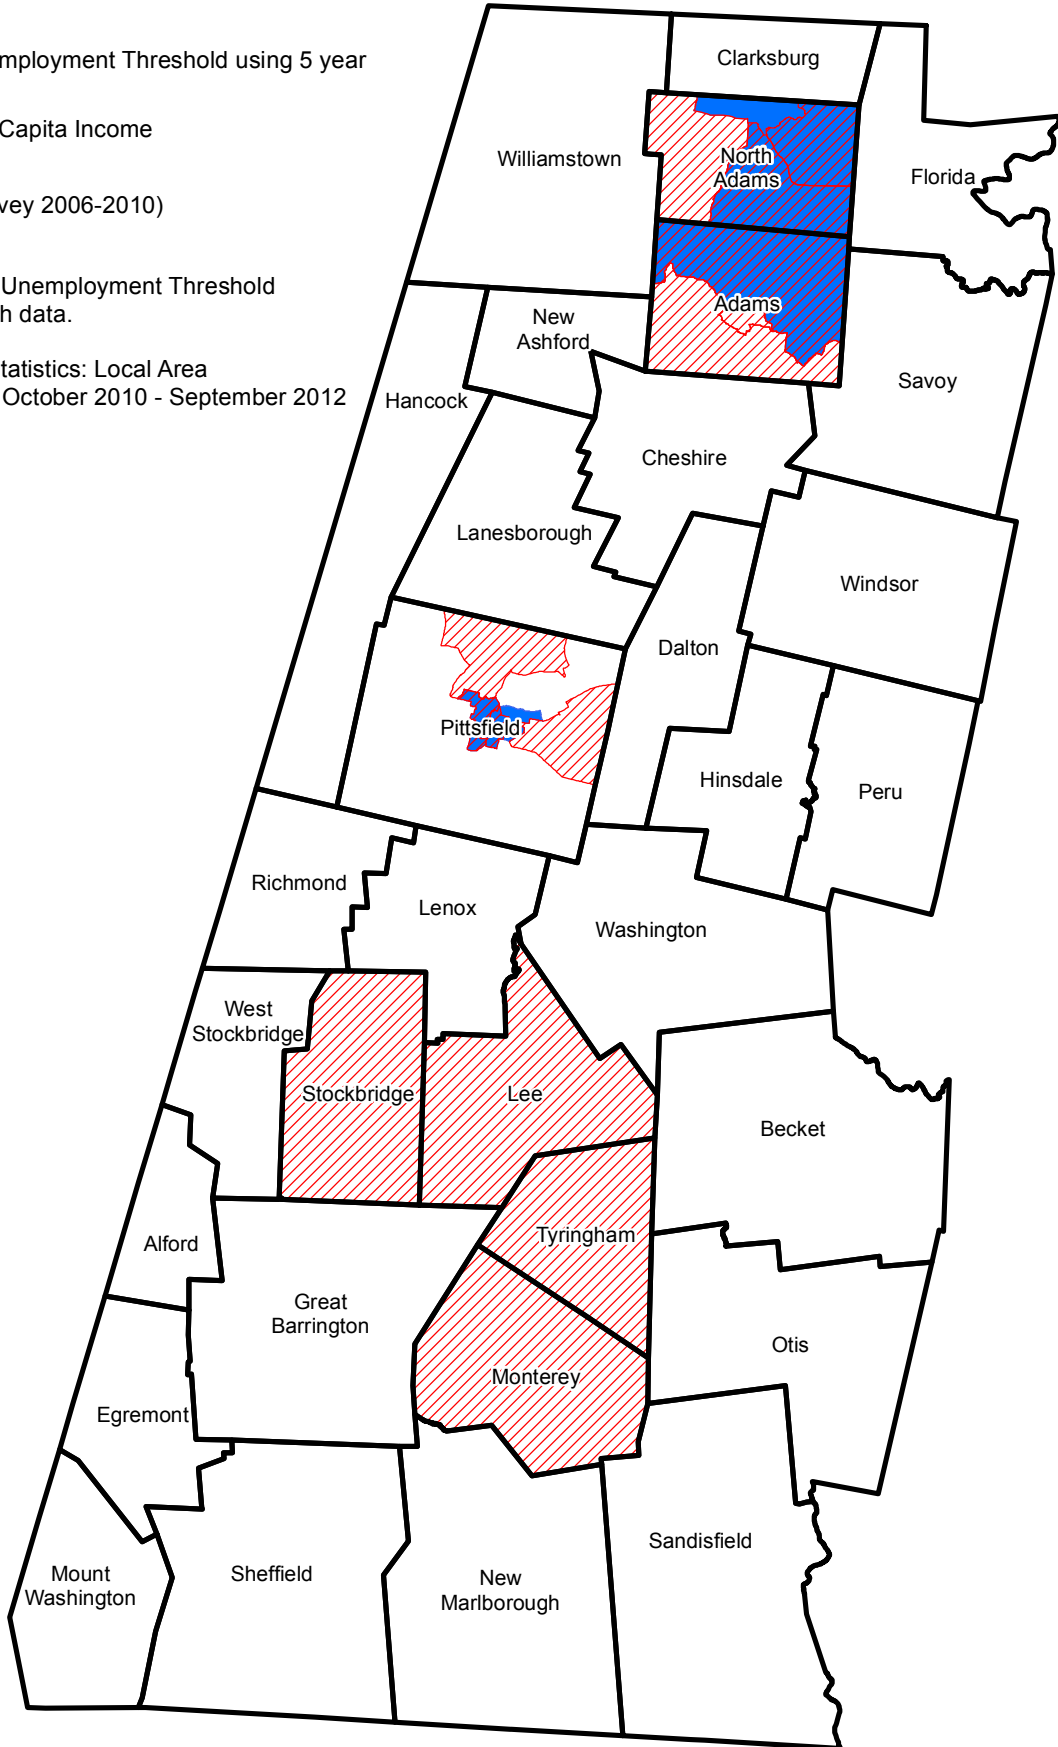 mployment Threshold using 5 year
Capita Income
vey 2006-2010)
Unemployment Threshold
h data.
tatistics: Local Area
October 2010 - September 2012
Clarksburg
Williamstown
North
Adams
Florida
Adams
New
Ashford
Savoy
Hancock
Cheshire
Lanesborough
Windsor
Dalton
Pittsfield
Hinsdale
Peru
Richmond
Lenox
Washington
West
Stockbridge
Stockbridge
Lee
Becket
Tyringham
Alford
Great
Barrington
Otis
Monterey
Egremont
Sandisfield
Mount
Washington
Sheffield
New
Marlborough